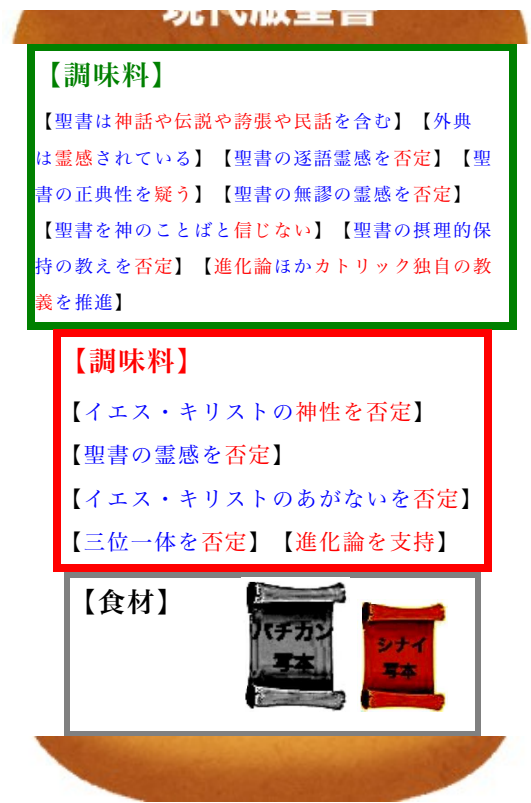 現代版聖書
【調味料】
【聖書は神話や伝説や誇張や民話を含む】【外典
は霊感されている】【聖書の逐語霊感を否定】【聖
書の正典性を疑う】【聖書の無謬の霊感を否定】
【聖書を神のことばと信じない】【聖書の摂理的保
持の教えを否定】【進化論ほかカトリック独自の教
義を推進】
【調味料】
【イエス・キリストの神性を否定】
【聖書の霊感を否定】
【イエス・キリストのあがないを否定】
【三位一体を否定】【進化論を支持】
【食材】
バチカン
写本
シナイ
写本